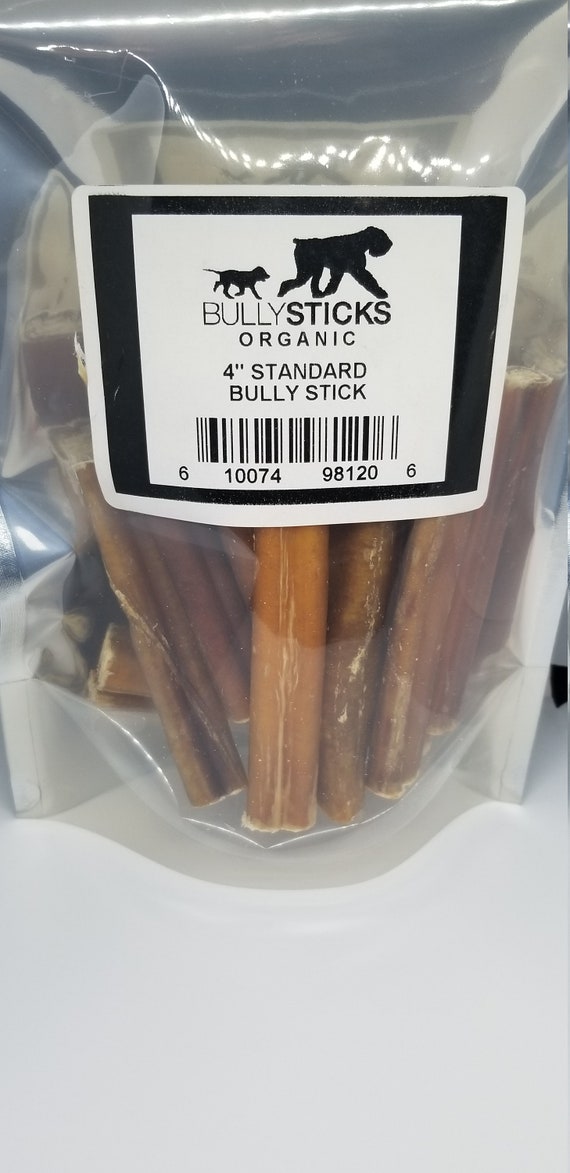 BULLYSTICKS
ORGANIC
4" STANDARD
BULLY STICK
6 10074 98120 6